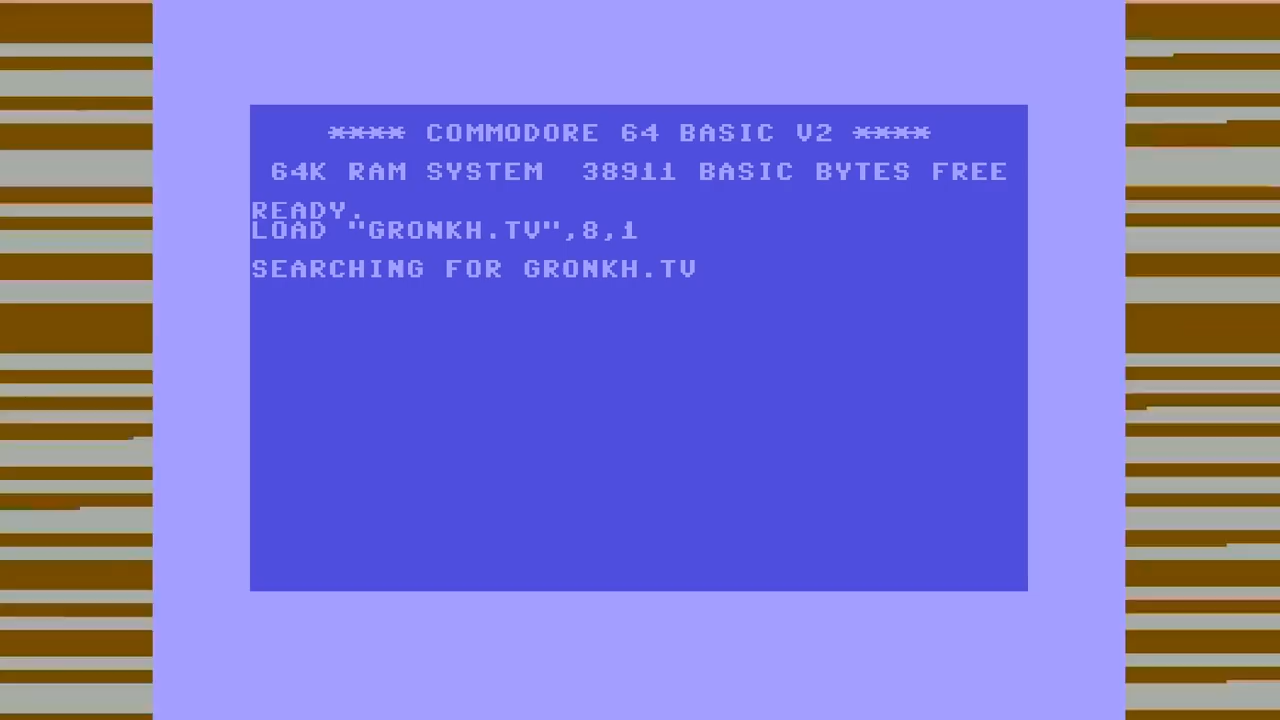 **** COMMODORE 64 BASIC V2 ****
64K RAM SYSTEM  38911 BASIC BYTES FREE
READY.
LOAD "GRONKH.TV",8,1
SEARCHING FOR GRONKH.TV